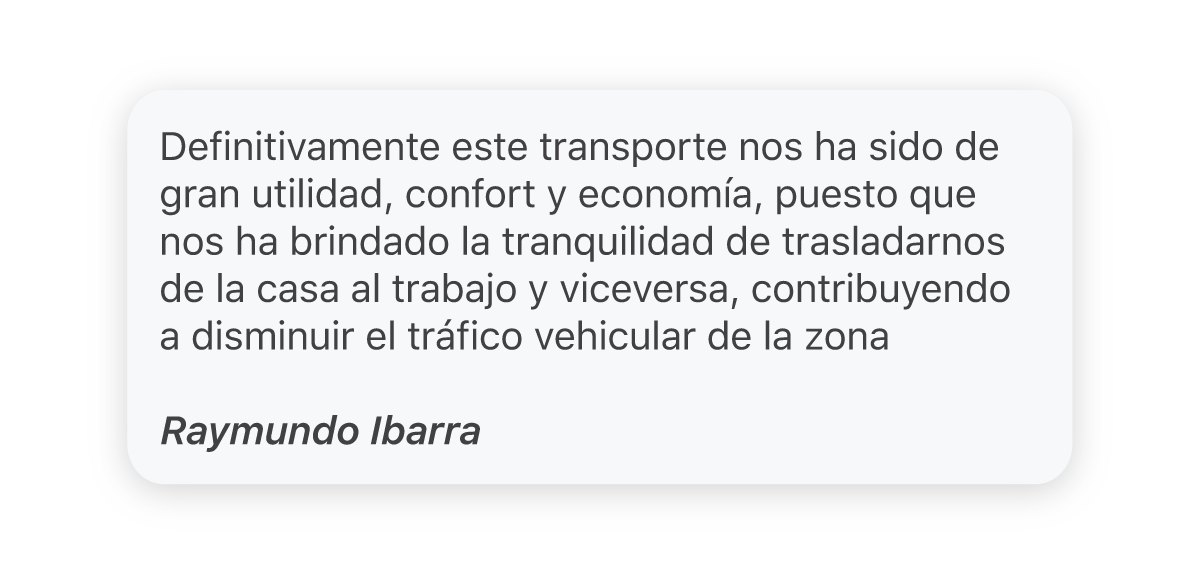 Definitivamente este transporte nos ha sido de
gran utilidad, confort y economía, puesto que
nos ha brindado la tranquilidad de trasladarnos
de la casa al trabajo y viceversa, contribuyendo
a disminuir el tráfico vehicular de la zona
Raymundo Ibarra